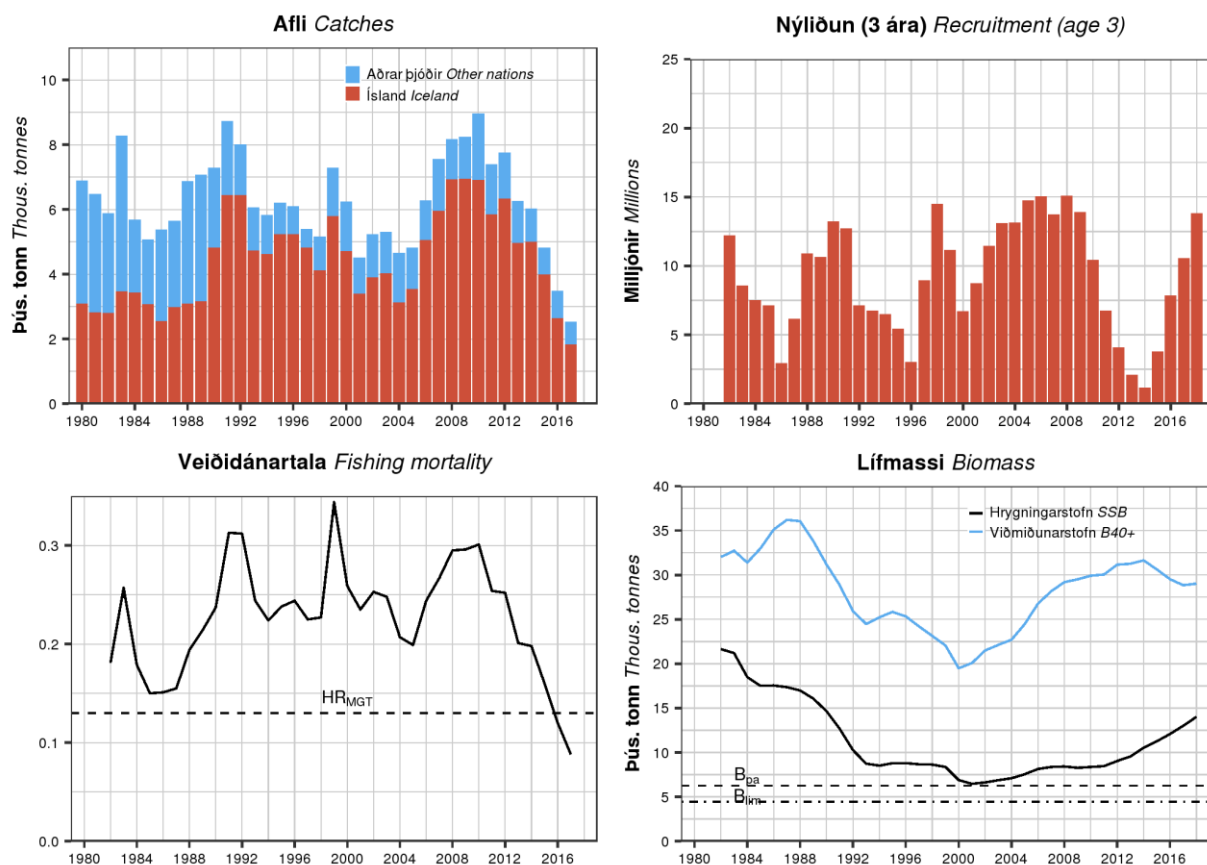 Afli Catches
Þús. tonn Thous. tonnes
10
8
6
4
2
0
Aðrar þjóðir Other nations
Ísland Iceland
1980 1984 1988 1992 1996 2000 2004 2008 2012 2016
Nýliðun (3 ára) Recruitment (age 3)
Milljónir Millions
25
20
15
10
5
0
1980 1984 1988 1992 1996 2000 2004 2008 2012 2016
Veiðidánartala Fishing mortality
0.3
0.2
0.1
0.0
HRMGT
1980 1984 1988 1992 1996 2000 2004 2008 2012 2016
Lífmassi Biomass
Þús. tonn Thous. tonnes
40
35
30
25
20
15
10
5
0
Hrygningarstofn SSB
Viðmiðunarstofn B40+
Bpa
Blim
1980 1984 1988 1992 1996 2000 2004 2008 2012 2016